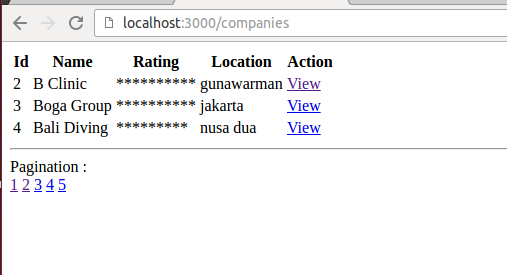 localhost:3000/companies
Id Name Rating Location Action
2 B Clinic ********** gunawarman View
3 Boga Group ********** jakarta View
4 Bali Diving ********* nusa dua View
Pagination :
1 2 3 4 5